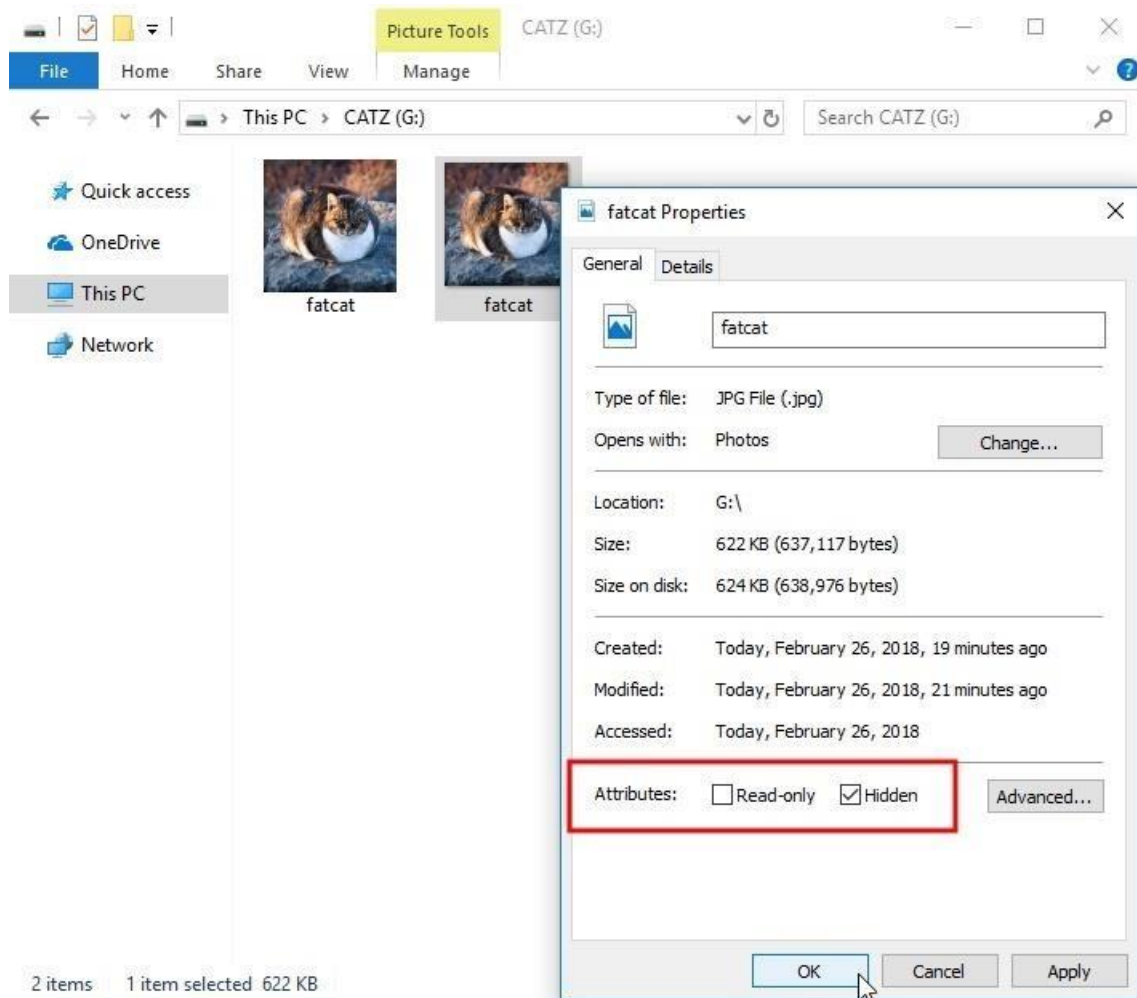 Picture Tools CATZ (G:)
File Home Share View Manage ?
This PC > CATZ (G:) Search CATZ (G:)
Quick access
OneDrive
This PC
Network
fatcat fatcat
fatcat Properties
General Details
fatcat
Type of file: JPG File (.jpg)
Opens with: Photos Change...
Location: G:\
Size: 622 KB (637,117 bytes)
Size on disk: 624 KB (638,976 bytes)
Created: Today, February 26, 2018, 19 minutes ago
Modified: Today, February 26, 2018, 21 minutes ago
Accessed: Today, February 26, 2018
Attributes: Read-only Hidden Advanced...
OK Cancel Apply
2 items 1 item selected 622 KB